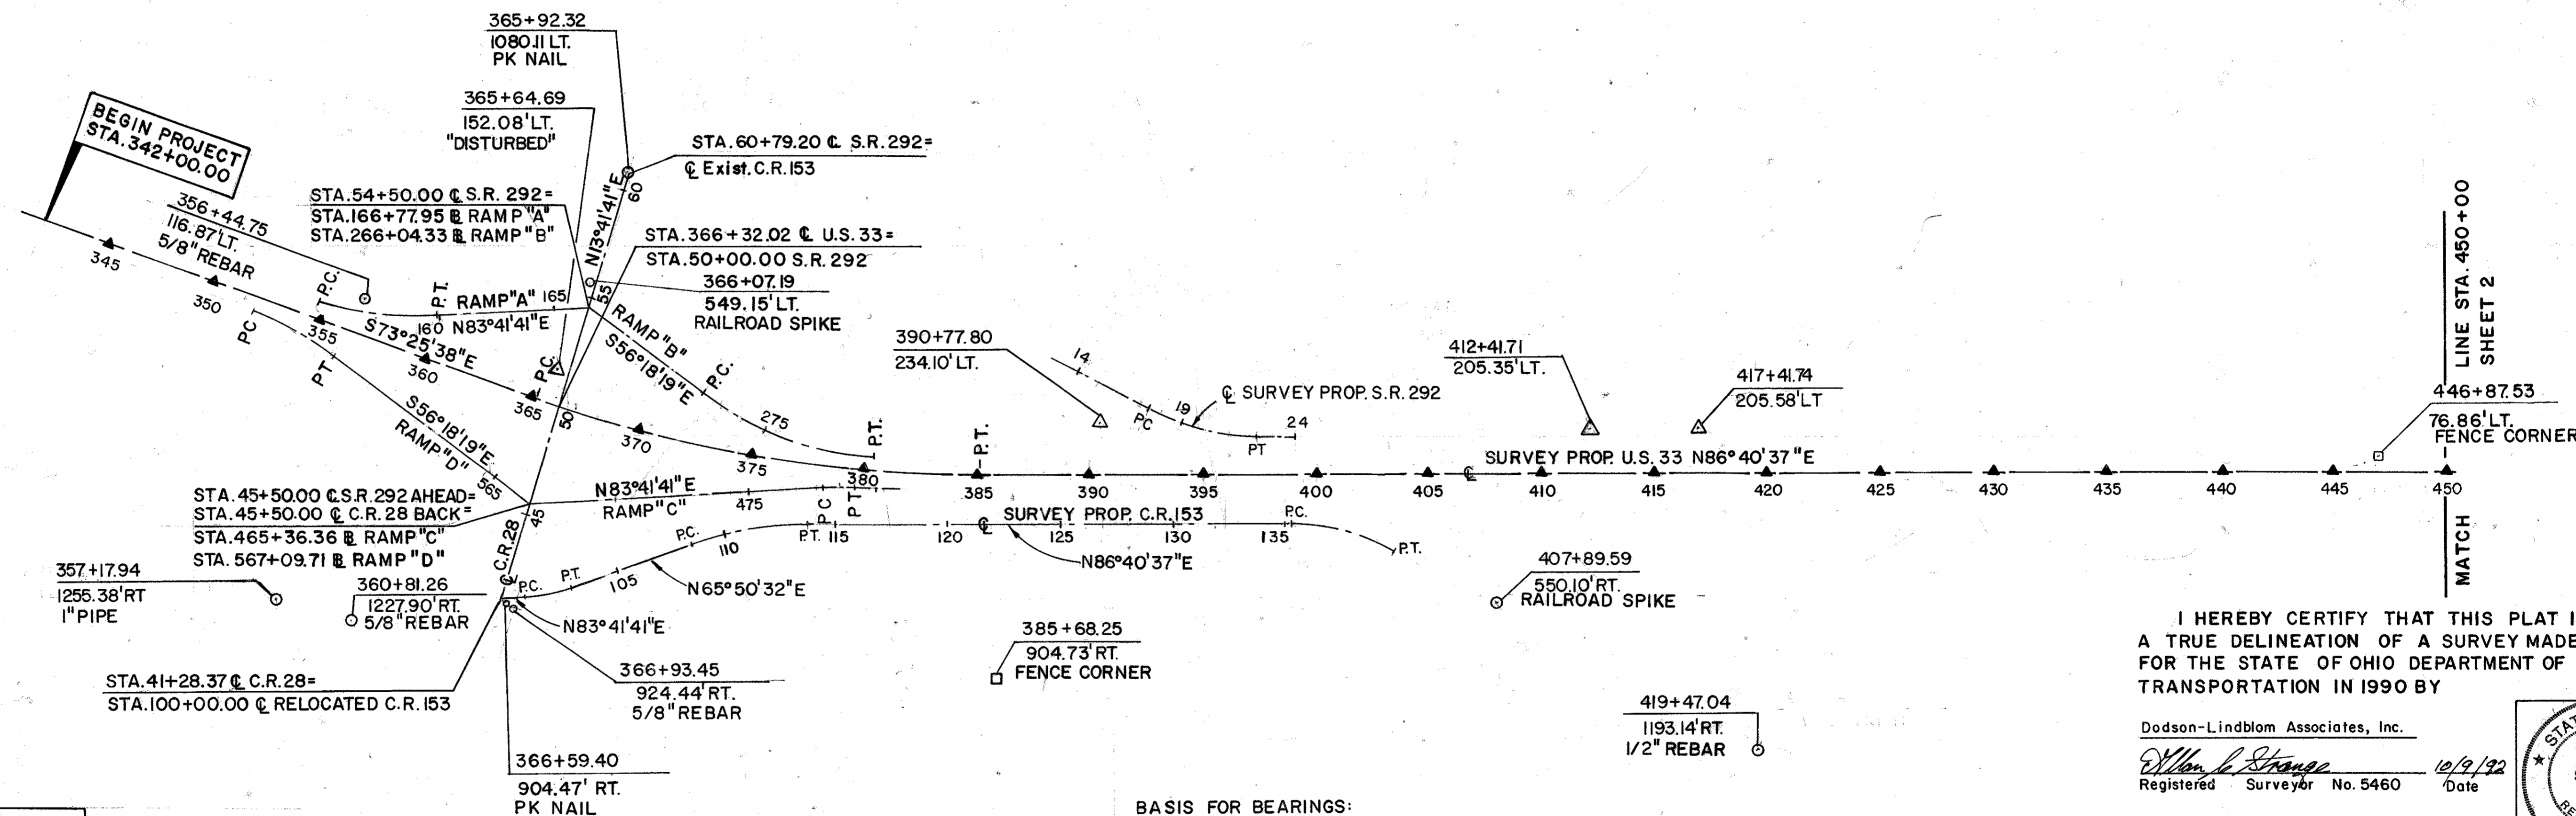 365+92.32
1080.11 LT.
PK NAIL
365+64.69
152.08' LT.
"DISTURBED"
BEGIN PROJECT
STA. 342+00.00
STA. 60+79.20 ℄ S.R. 292=
℄ Exist. C.R. 153
356+44.75
116.87' LT.
5/8" REBAR
STA. 54+50.00 ℄ S.R. 292=
STA. 166+77.95 B RAMP "A"
STA. 266+04.33 B RAMP "B"
N13°41'41"E
60
STA. 366+32.02 ℄ U.S. 33=
STA. 50+00.00 S.R. 292
366+07.19
549.15' LT.
RAILROAD SPIKE
345
350
355
360
365
370
375
380
385
390
395
400
405
410
415
420
425
430
435
440
445
450
P.C.
P.T.
RAMP "A" 165
160 N83°41'41"E
55
S73°25'38"E
PC
PT
P.C.
RAMP "B"
S56°18'19"E
P.C.
275
P.T.
P.T.
50
S56°18'19"E
RAMP "D"
565
390+77.80
234.10' LT.
14
PC
19
℄ SURVEY PROP. S.R. 292
24
PT
412+41.71
205.35' LT.
417+41.74
205.58' LT
LINE STA. 450+00
SHEET 2
446+87.53
76.86' LT.
FENCE CORNER
℄ SURVEY PROP. U.S. 33 N86°40'37"E
MATCH
STA. 45+50.00 ℄ S.R. 292 AHEAD=
STA. 45+50.00 ℄ C.R. 28 BACK=
STA. 465+36.36 B RAMP "C"
STA. 567+09.71 B RAMP "D"
N83°41'41"E
RAMP "C"
475
PC
PT
45
℄ C.R. 28
℄ SURVEY PROP. C.R. 153
P.C.
P.T.
105
P.C.
110
P.T.
115
120
125
130
135
P.C.
P.T.
N86°40'37"E
N65°50'32"E
N83°41'41"E
357+17.94
1255.38' RT
1" PIPE
360+81.26
1227.90' RT.
5/8" REBAR
407+89.59
550.10' RT.
RAILROAD SPIKE
385+68.25
904.73' RT.
FENCE CORNER
366+93.45
924.44' RT.
5/8" REBAR
STA. 41+28.37 ℄ C.R. 28=
STA. 100+00.00 ℄ RELOCATED C.R. 153
419+47.04
1193.14' RT.
1/2" REBAR
366+59.40
904.47' RT.
PK NAIL
BASIS FOR BEARINGS:
I HEREBY CERTIFY THAT THIS PLAT I
A TRUE DELINEATION OF A SURVEY MADE
FOR THE STATE OF OHIO DEPARTMENT OF
TRANSPORTATION IN 1990 BY
Dodson-Lindblom Associates, Inc.
Allan C Strange 10/9/92
Registered Surveyor No. 5460 Date
STAT